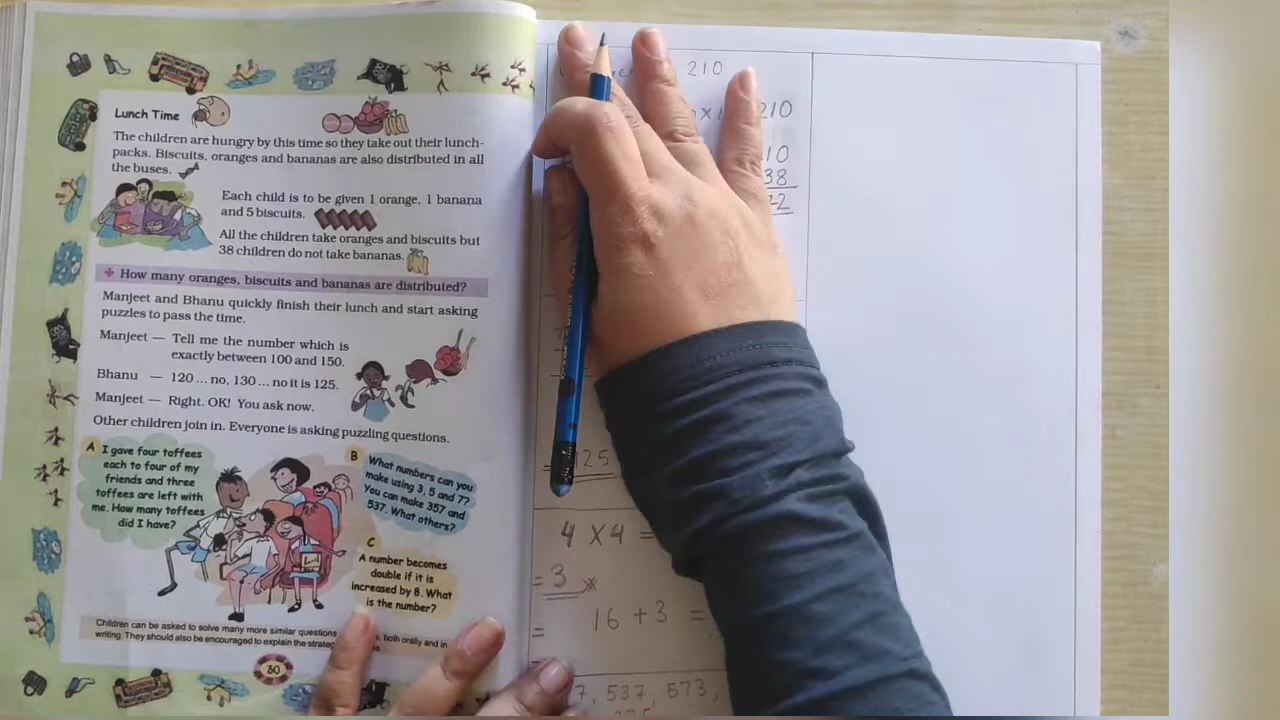 Lunch Time
The children are hungry by this time so they take out their lunch-
packs. Biscuits, oranges and bananas are also distributed in all
the buses.
Each child is to be given 1 orange, 1 banana
and 5 biscuits.
All the children take oranges and biscuits but
38 children do not take bananas.
✤ How many oranges, biscuits and bananas are distributed?
Manjeet and Bhanu quickly finish their lunch and start asking
puzzles to pass the time.
Manjeet — Tell me the number which is
exactly between 100 and 150.
Bhanu — 120 ... no, 130 ... no it is 125.
Manjeet — Right. OK! You ask now.
Other children join in. Everyone is asking puzzling questions.
A
I gave four toffees
each to four of my
friends and three
toffees are left with
me. How many toffees
did I have?
B
What numbers can you
make using 3, 5 and 7?
You can make 357 and
537. What others?
C
A number becomes
double if it is
increased by 8. What
is the number?
Children can be asked to solve many more similar questions both orally and in
writing. They should also be encouraged to explain the
30
210
210
38
4 X 4 =
= 3
16 + 3 =
=
537, 573,